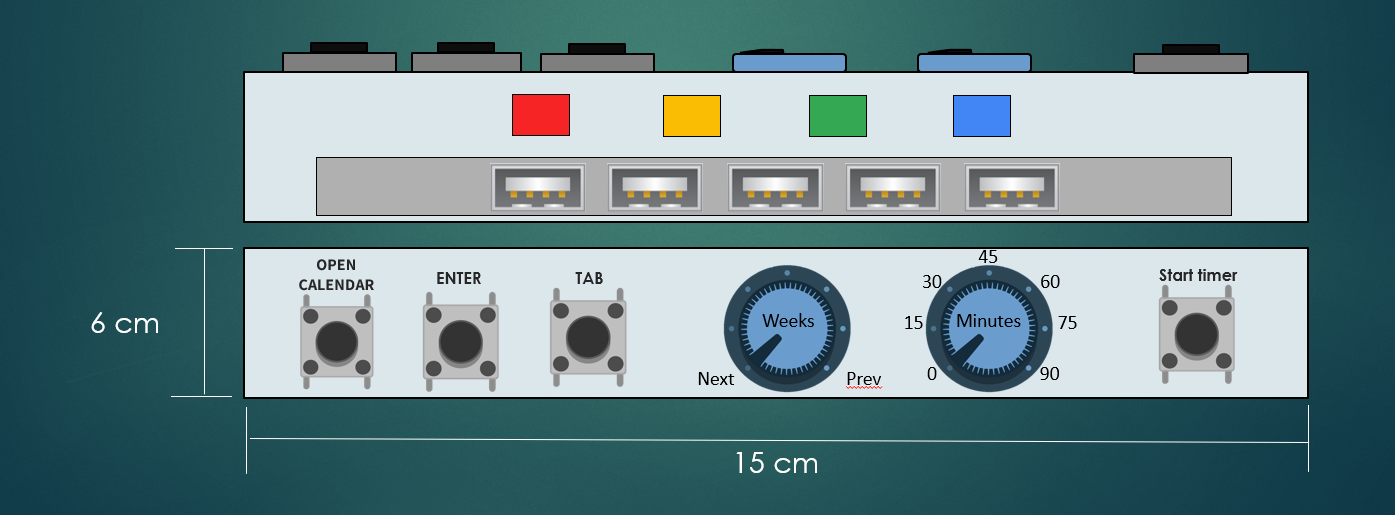 OPEN
CALENDAR
ENTER
TAB
Weeks
Next
Prev
45
30
60
15
Minutes
75
0
90
Start timer
6 cm
15 cm